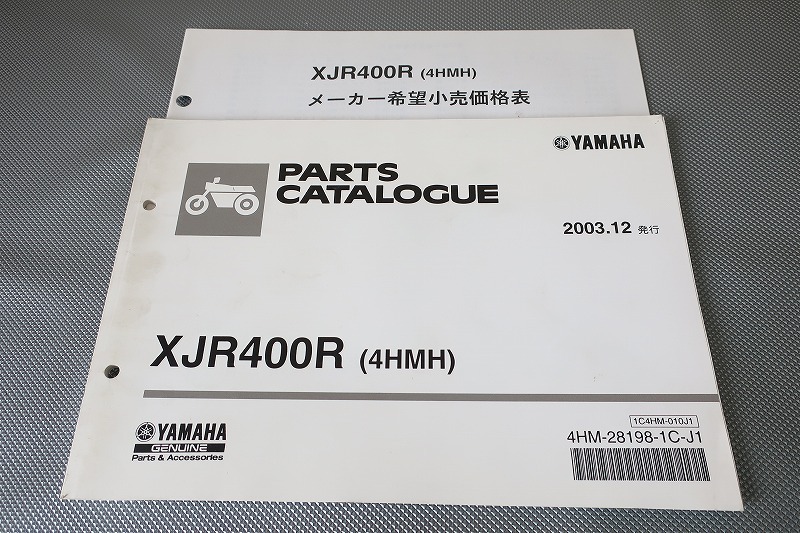 XJR400R (4HMH)
メーカー希望小売価格表
YAMAHA
PARTS
CATALOGUE
2003.12 発行
XJR400R (4HMH)
YAMAHA
GENUINE
Parts & Accessories
1C4HM-010J1
4HM-28198-1C-J1